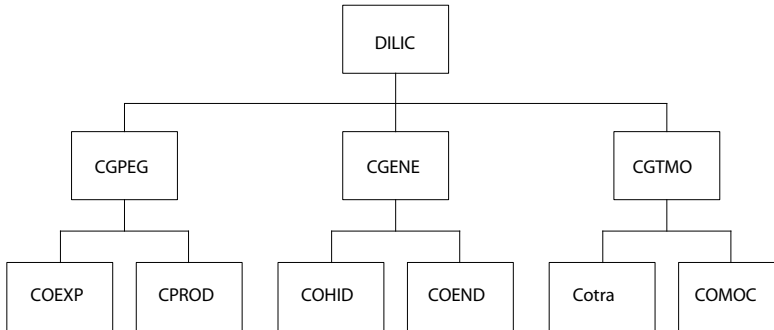 DILIC
CGPEG
CGENE
CGTMO
COEXP
CPROD
COHID
COEND
Cotra
COMOC